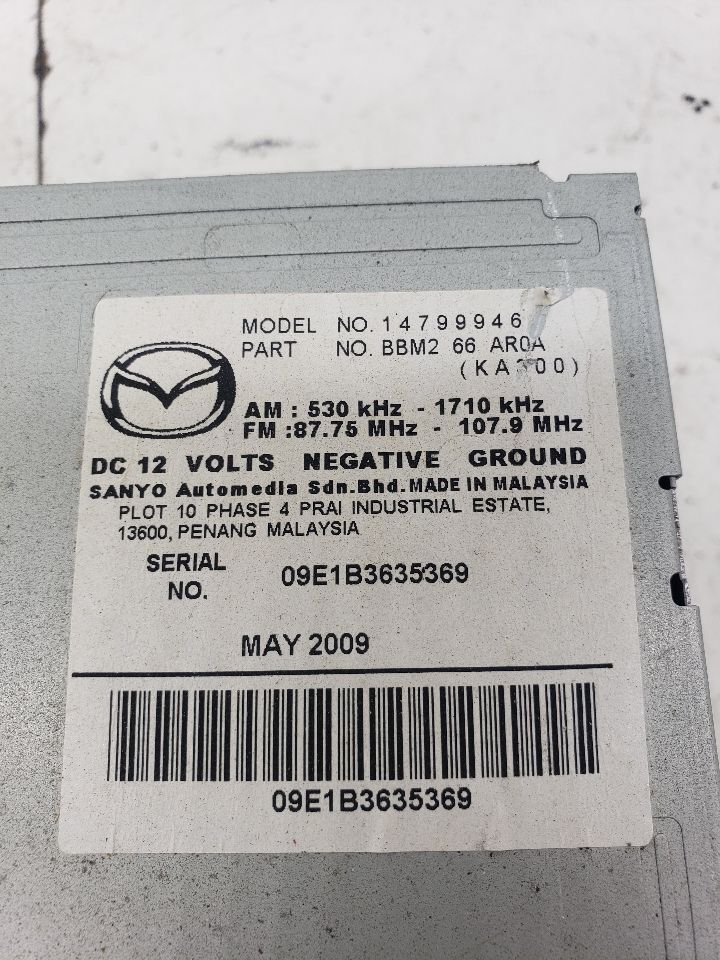 MODEL NO. 14799946
PART NO. BBM2 66 AR0A
AM : 530 kHz - 1710 kHz
FM : 87.75 MHz - 107.9 MHz
DC 12 VOLTS NEGATIVE GROUND
SANYO Automedia Sdn.Bhd. MADE IN MALAYSIA
PLOT 10 PHASE 4 PRAI INDUSTRIAL ESTATE,
13600, PENANG MALAYSIA
SERIAL NO. 09E1B3635369
MAY 2009
09E1B3635369